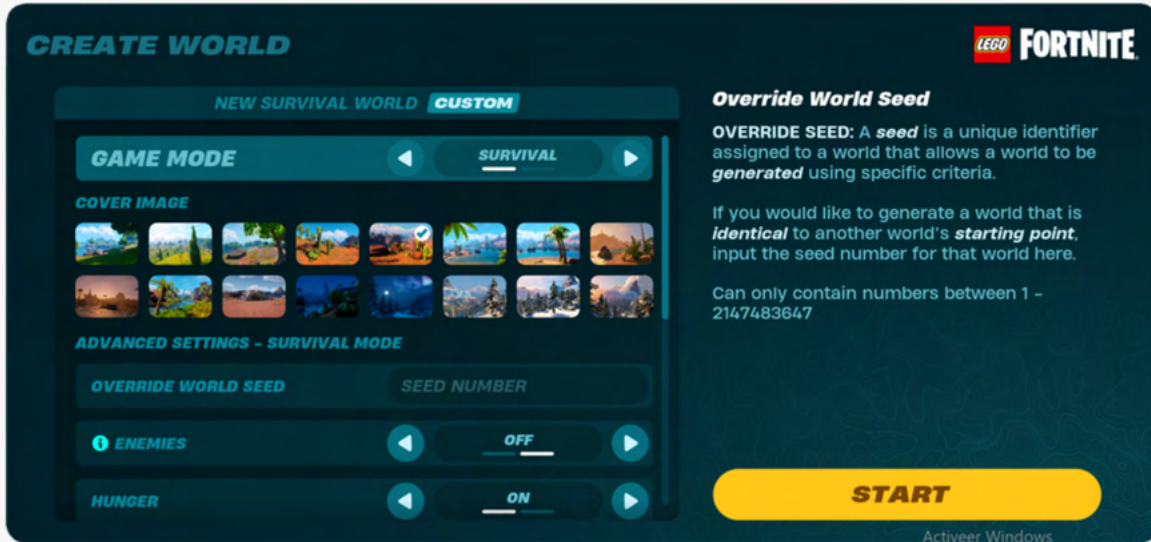 CREATE WORLD
LEGO FORTNITE
NEW SURVIVAL WORLD CUSTOM
GAME MODE SURVIVAL
COVER IMAGE
ADVANCED SETTINGS - SURVIVAL MODE
OVERRIDE WORLD SEED SEED NUMBER
ENEMIES OFF
HUNGER ON
Override World Seed
OVERRIDE SEED: A seed is a unique identifier
assigned to a world that allows a world to be
generated using specific criteria.
If you would like to generate a world that is
identical to another world's starting point,
input the seed number for that world here.
Can only contain numbers between 1 -
2147483647
START
Activeer Windows